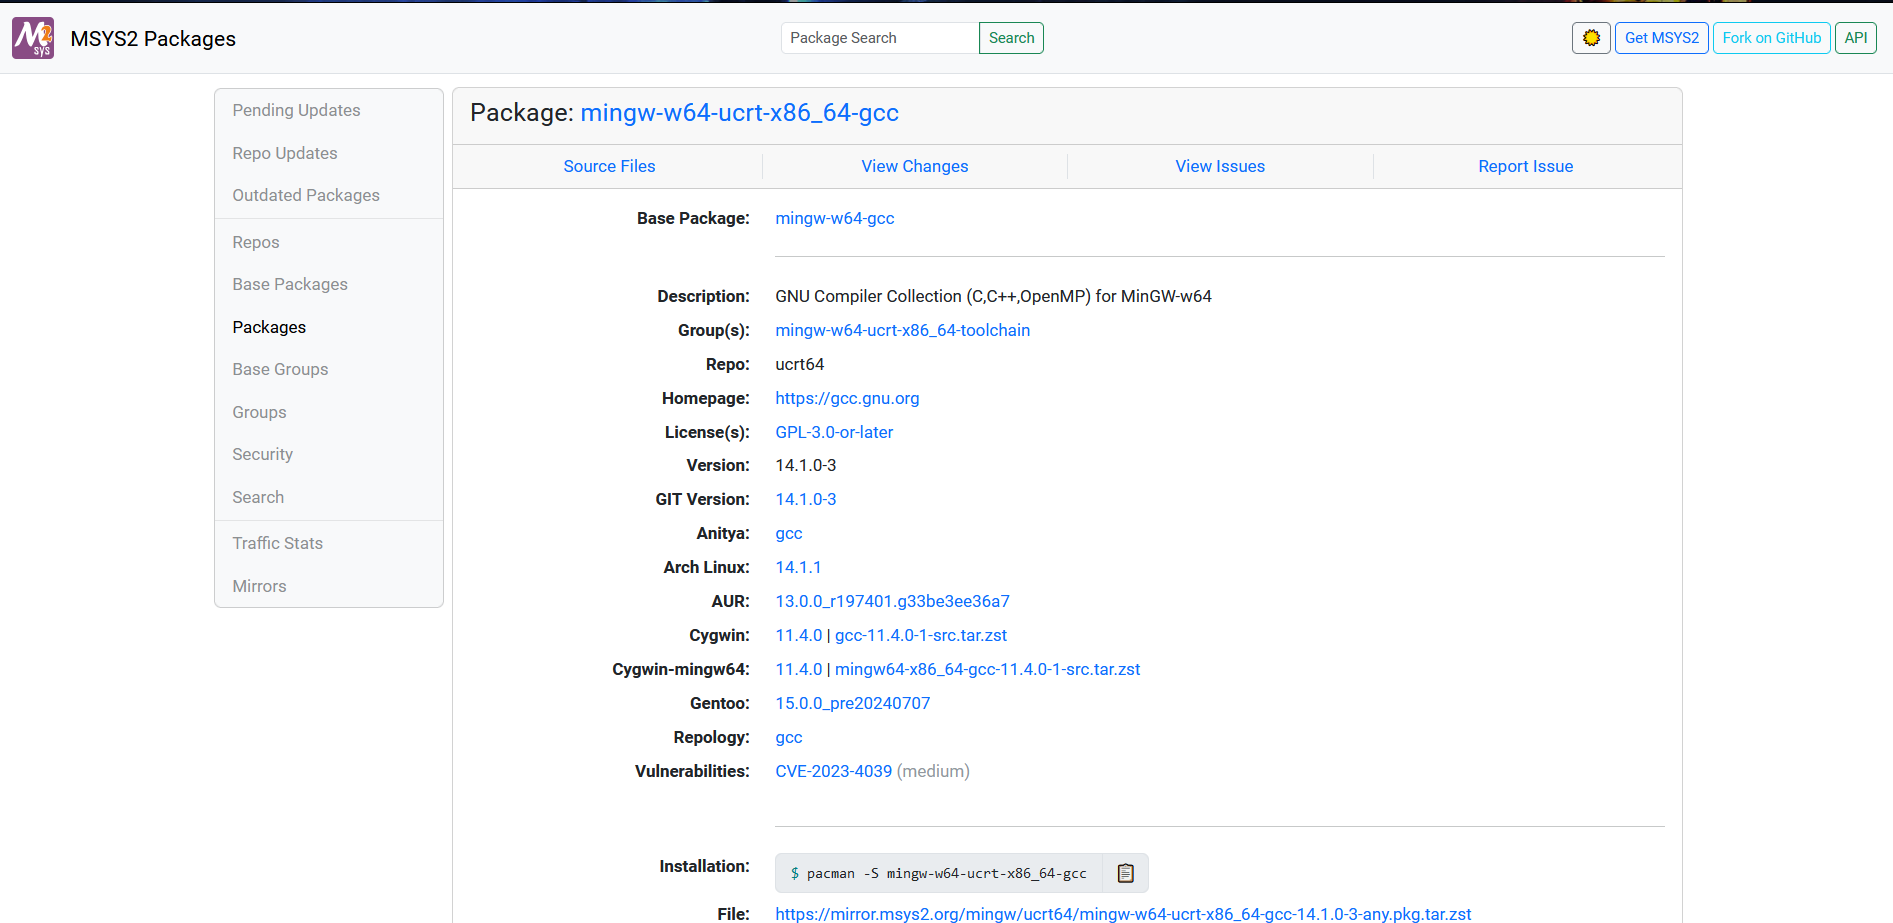 M2 sys MSYS2 Packages
Package Search Search
Get MSYS2 Fork on GitHub API
Pending Updates
Repo Updates
Outdated Packages
Repos
Base Packages
Packages
Base Groups
Groups
Security
Search
Traffic Stats
Mirrors
Package: mingw-w64-ucrt-x86_64-gcc
Source Files View Changes View Issues Report Issue
Base Package: mingw-w64-gcc
Description: GNU Compiler Collection (C,C++,OpenMP) for MinGW-w64
Group(s): mingw-w64-ucrt-x86_64-toolchain
Repo: ucrt64
Homepage: https://gcc.gnu.org
License(s): GPL-3.0-or-later
Version: 14.1.0-3
GIT Version: 14.1.0-3
Anitya: gcc
Arch Linux: 14.1.1
AUR: 13.0.0_r197401.g33be3ee36a7
Cygwin: 11.4.0 | gcc-11.4.0-1-src.tar.zst
Cygwin-mingw64: 11.4.0 | mingw64-x86_64-gcc-11.4.0-1-src.tar.zst
Gentoo: 15.0.0_pre20240707
Repology: gcc
Vulnerabilities: CVE-2023-4039 (medium)
Installation: $ pacman -S mingw-w64-ucrt-x86_64-gcc
File: https://mirror.msys2.org/mingw/ucrt64/mingw-w64-ucrt-x86_64-gcc-14.1.0-3-any.pkg.tar.zst